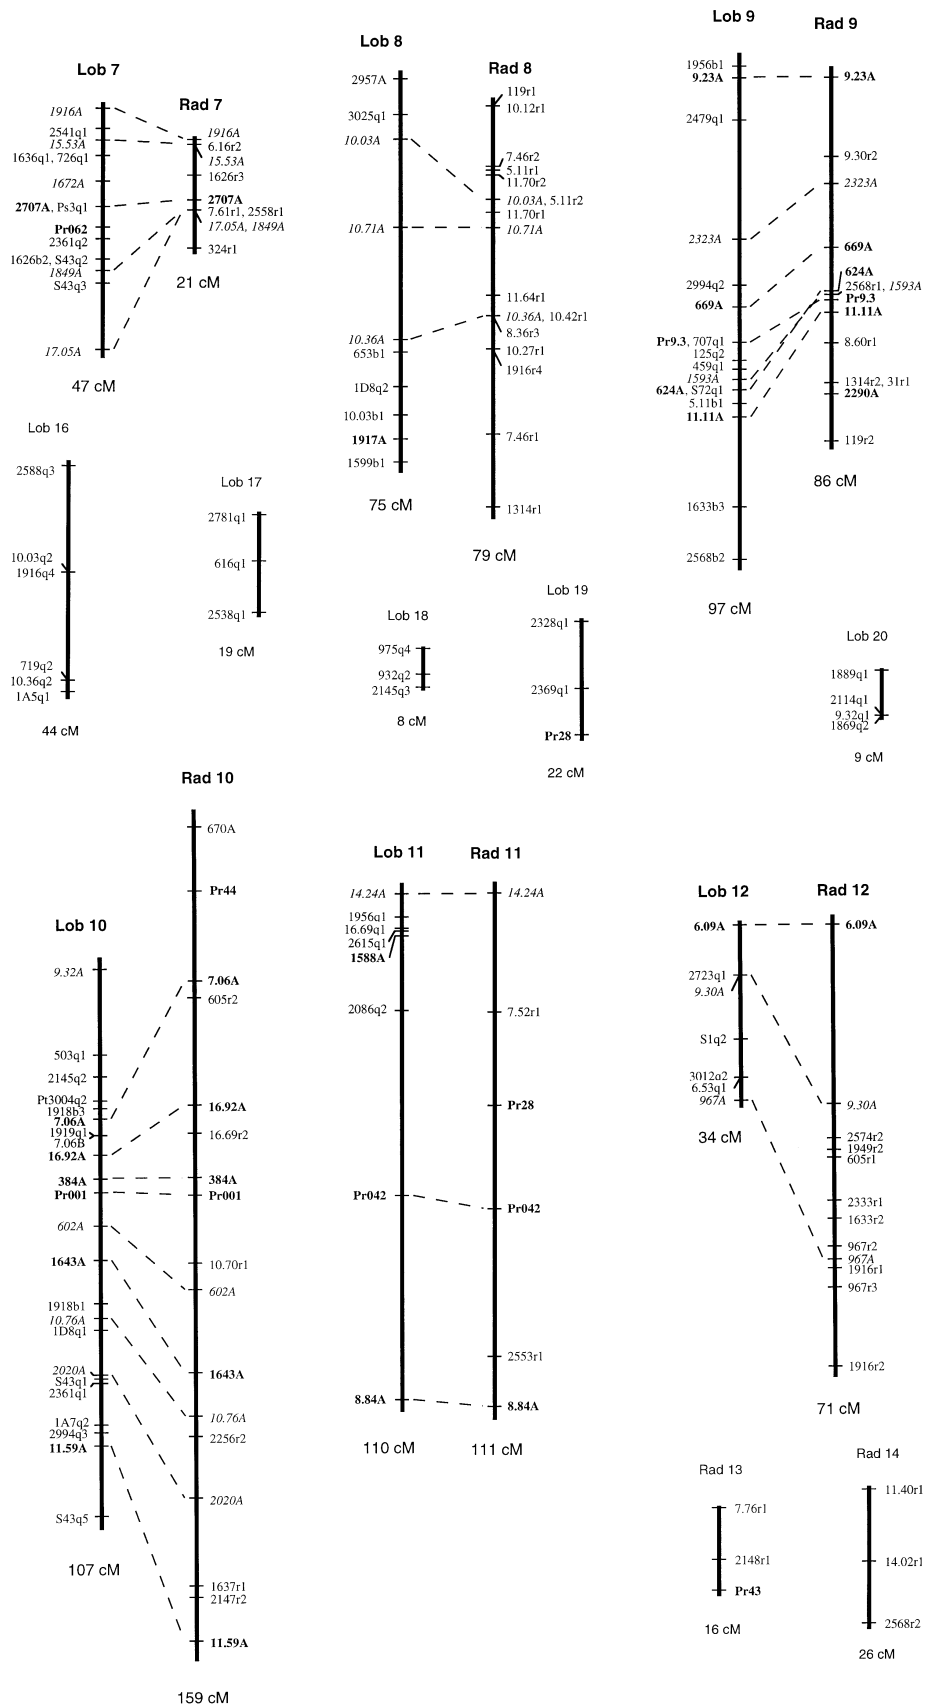 Lob 7
1916A
2541q1
15.53A
1636q1, 726q1
1672A
2707A, Ps3q1
Pr062
2361q2
1626b2, S43q2
1849A
S43q3
17.05A
47 cM
Rad 7
1916A
6.16r2
15.53A
1626r3
2707A
7.61r1, 2558r1
17.05A, 1849A
324r1
21 cM
Lob 8
2957A
3025q1
10.03A
10.71A
10.36A
653b1
1D8q2
10.03b1
1917A
1599b1
75 cM
Rad 8
119r1
10.12r1
7.46r2
5.11r1
11.70r2
10.03A, 5.11r2
11.70r1
10.71A
11.64r1
10.36A, 10.42r1
8.36r3
10.27r1
1916r4
7.46r1
1314r1
79 cM
Lob 9
1956b1
9.23A
2479q1
2323A
2994q2
669A
Pr9.3, 707q1
125q2
459q1
1593A
624A, S72q1
5.11b1
11.11A
1633b3
2568b2
97 cM
Rad 9
9.23A
9.30r2
2323A
669A
624A
2568r1, 1593A
Pr9.3
11.11A
8.60r1
1314r2, 31r1
2290A
119r2
86 cM
Lob 16
2588q3
10.03q2
1916q4
719q2
10.36q2
1A5q1
44 cM
Lob 17
2781q1
616q1
2538q1
19 cM
Lob 18
975q4
932q2
2145q3
8 cM
Lob 19
2328q1
2369q1
Pr28
22 cM
Lob 20
1889q1
2114q1
9.32q1
1869q2
9 cM
Lob 10
9.32A
503q1
2145q2
Pt3004q2
1918b3
7.06A
1919q1
7.06B
16.92A
384A
Pr001
602A
1643A
1918b1
10.76A
1D8q1
2020A
S43q1
2361q1
1A7q2
2994q3
11.59A
S43q5
107 cM
Rad 10
670A
Pr44
7.06A
605r2
16.92A
16.69r2
384A
Pr001
10.70r1
602A
1643A
10.76A
2256r2
2020A
1637r1
2147r2
11.59A
159 cM
Lob 11
14.24A
1956q1
16.69q1
2615q1
1588A
2086q2
Pr042
8.84A
110 cM
Rad 11
14.24A
7.52r1
Pr28
Pr042
2553r1
8.84A
111 cM
Lob 12
6.09A
2723q1
9.30A
S1q2
3012q2
6.53q1
967A
34 cM
Rad 12
6.09A
9.30A
2574r2
1949r2
605r1
2333r1
1633r2
967r2
967A
1916r1
967r3
1916r2
71 cM
Rad 13
7.76r1
2148r1
Pr43
16 cM
Rad 14
11.40r1
14.02r1
2568r2
26 cM